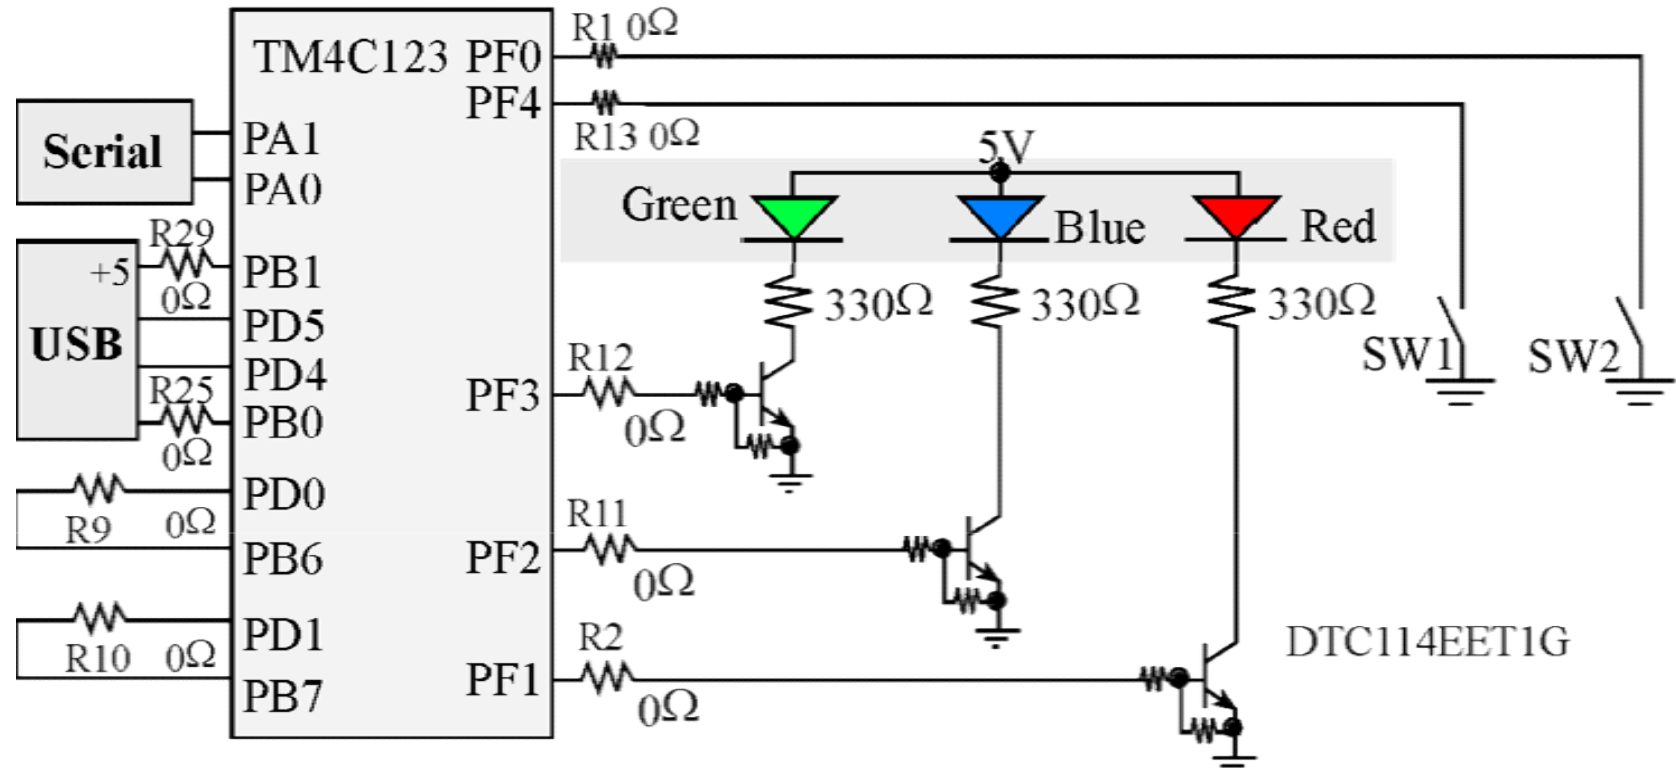 R1 0Ω
TM4C123 PF0
PF4
R13 0Ω
Serial
PA1
PA0
5V
Green
Blue
Red
R29
+5
0Ω
PB1
PD5
USB
PD4
R25
PB0
0Ω
330Ω
330Ω
330Ω
SW1
SW2
R12
PF3
0Ω
PD0
R9 0Ω
PB6
R11
PF2
0Ω
PD1
R10 0Ω
PB7
R2
PF1
0Ω
DTC114EET1G